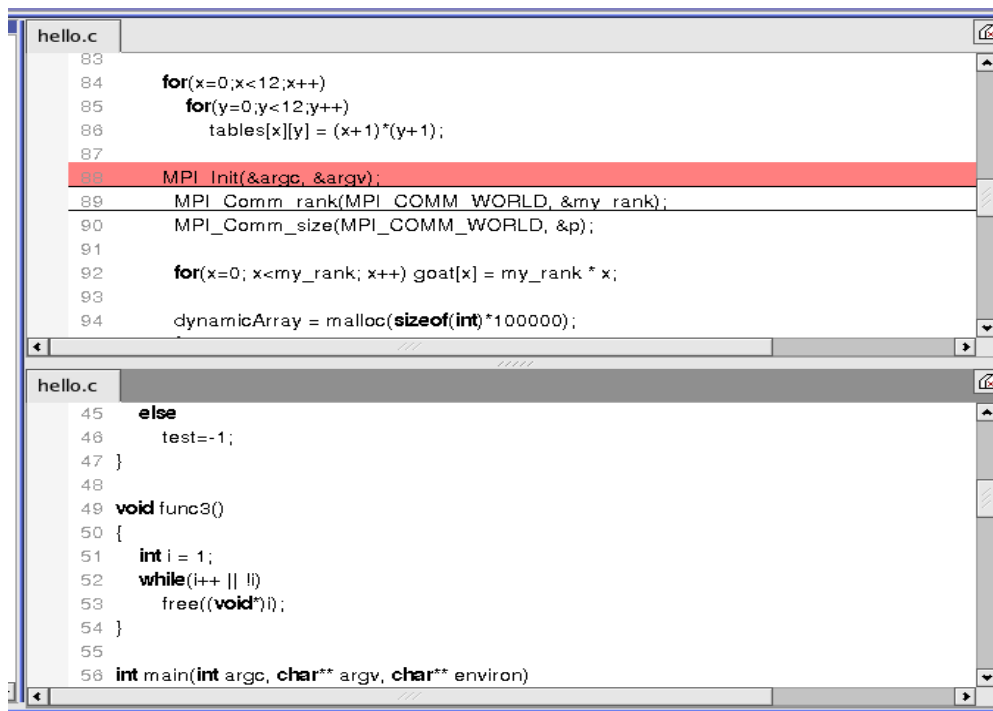 hello.c
83
84 for(x=0;x<12;x++)
85 for(y=0;y<12;y++)
86 tables[x][y] = (x+1)*(y+1);
87
88 MPI_Init(&argc, &argv);
89 MPI_Comm_rank(MPI_COMM_WORLD, &my_rank);
90 MPI_Comm_size(MPI_COMM_WORLD, &p);
91
92 for(x=0; x<my_rank; x++) goat[x] = my_rank * x;
93
94 dynamicArray = malloc(sizeof(int)*100000);
hello.c
45 else
46 test=-1;
47 }
48
49 void func3()
50 {
51 int i = 1;
52 while(i++ || !i)
53 free((void*)i);
54 }
55
56 int main(int argc, char** argv, char** environ)